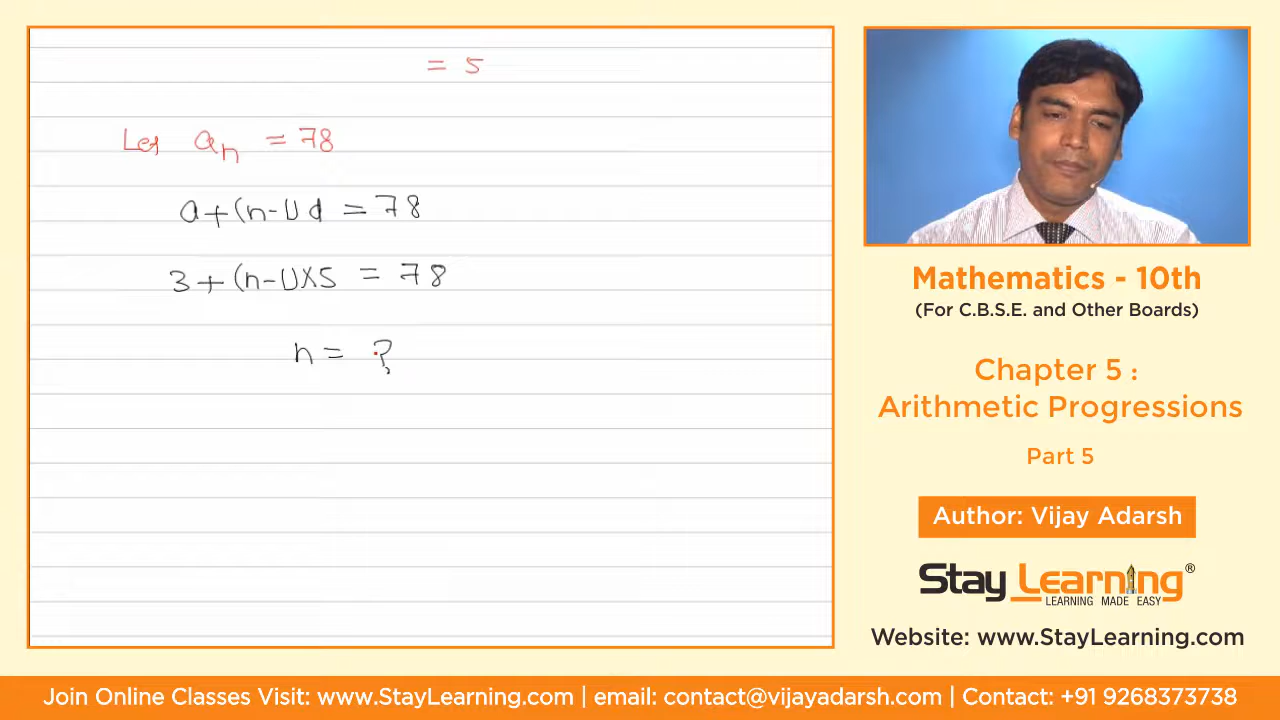 = 5
Let aₙ = 78
a+(n-1)d = 78
3+(n-1)×5 = 78
n = ?
Mathematics - 10th
(For C.B.S.E. and Other Boards)
Chapter 5 :
Arithmetic Progressions
Part 5
Author: Vijay Adarsh
Stay Learning®
LEARNING MADE EASY
Website: www.StayLearning.com
Join Online Classes Visit: www.StayLearning.com | email: contact@vijayadarsh.com | Contact: +91 9268373738